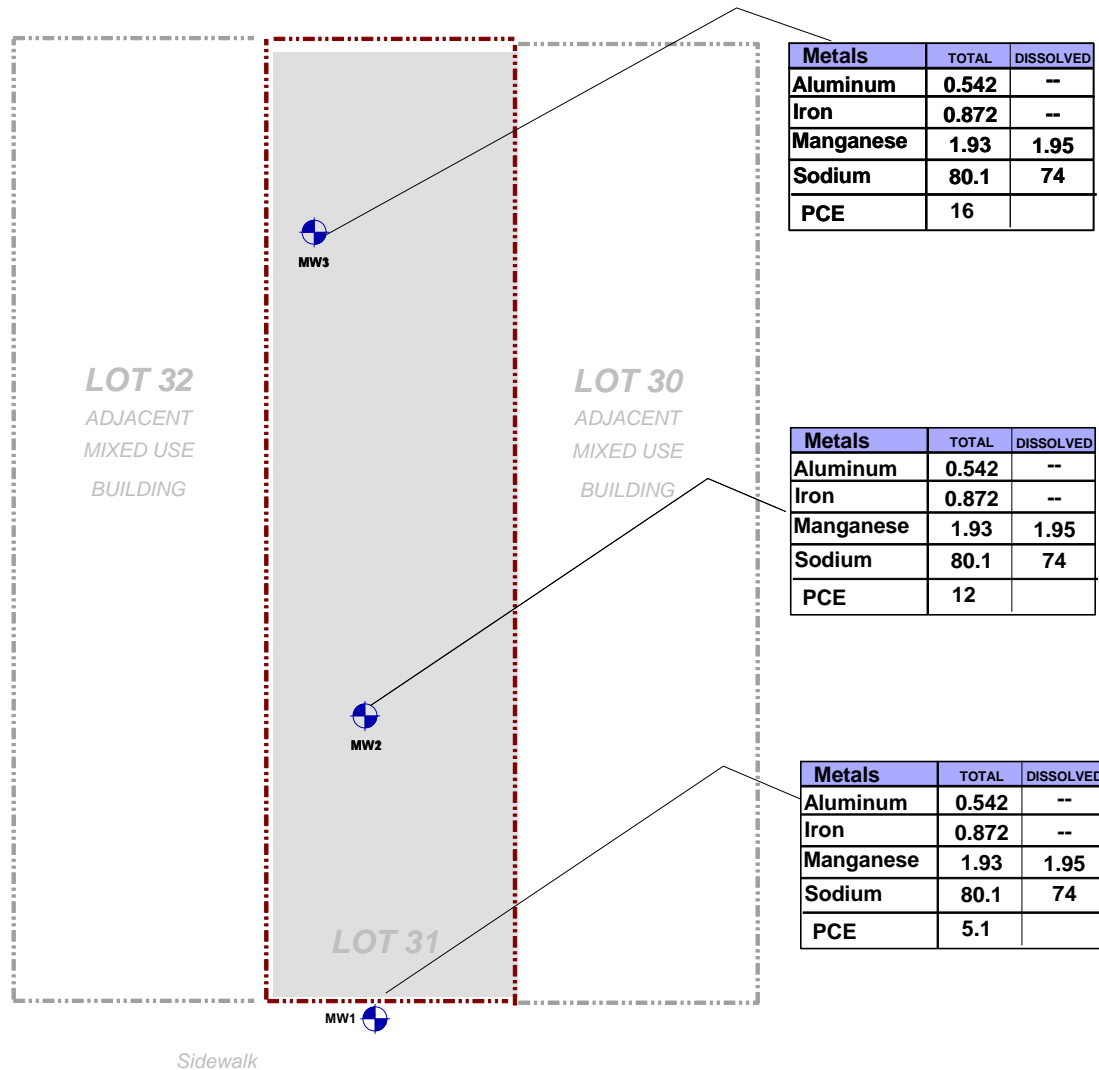 Metals TOTAL DISSOLVED
Aluminum 0.542 --
Iron 0.872 --
Manganese 1.93 1.95
Sodium 80.1 74
PCE 16
MW3
LOT 32
ADJACENT
MIXED USE
BUILDING
LOT 30
ADJACENT
MIXED USE
BUILDING
Metals TOTAL DISSOLVED
Aluminum 0.542 --
Iron 0.872 --
Manganese 1.93 1.95
Sodium 80.1 74
PCE 12
MW2
Metals TOTAL DISSOLVED
Aluminum 0.542 --
Iron 0.872 --
Manganese 1.93 1.95
Sodium 80.1 74
PCE 5.1
LOT 31
MW1
Sidewalk